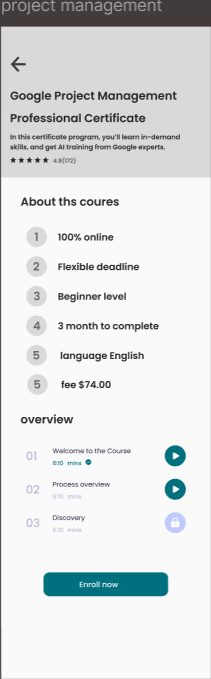 project management
Google Project Management
Professional Certificate
In this certificate program, you'll learn in-demand
skills, and get AI training from Google experts.
★★★★★ 4.8(172)
About ths coures
1 100% online
2 Flexible deadline
3 Beginner level
4 3 month to complete
5 language English
5 fee $74.00
overview
01 Welcome to the Course
6:10 mins
02 Process overview
6:10 mins
03 Discovery
6:10 mins
Enroll now